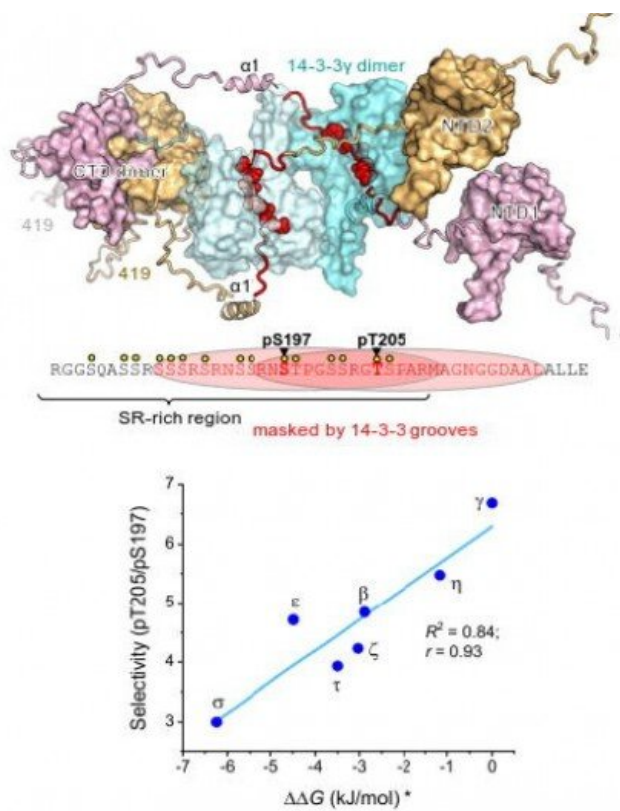 α1
14-3-3γ dimer
NTD2
CTD dimer
NTD1
419
419
α1
pS197 pT205
RGGSQASSRSSSRSRNSSRNSTPGSSRGTSPARMAGNGGDAALALLE
SR-rich region
masked by 14-3-3 grooves
Selectivity (pT205/pS197)
7
6
5
4
3
γ
η
β
ε
ζ
τ
σ
R² = 0.84;
r = 0.93
-7 -6 -5 -4 -3 -2 -1 0
ΔΔG (kJ/mol) *